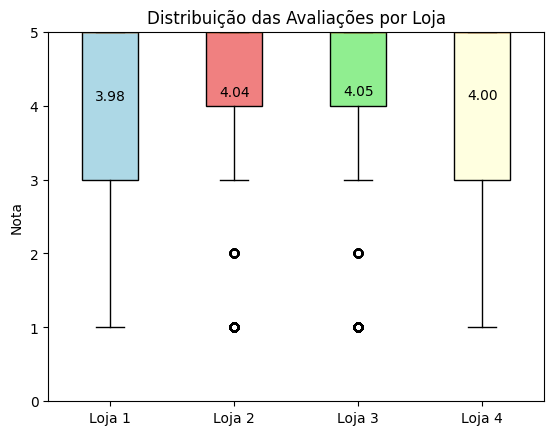 Distribuição das Avaliações por Loja
Nota
5
4
3
2
1
0
3.98
4.04
4.05
4.00
Loja 1
Loja 2
Loja 3
Loja 4